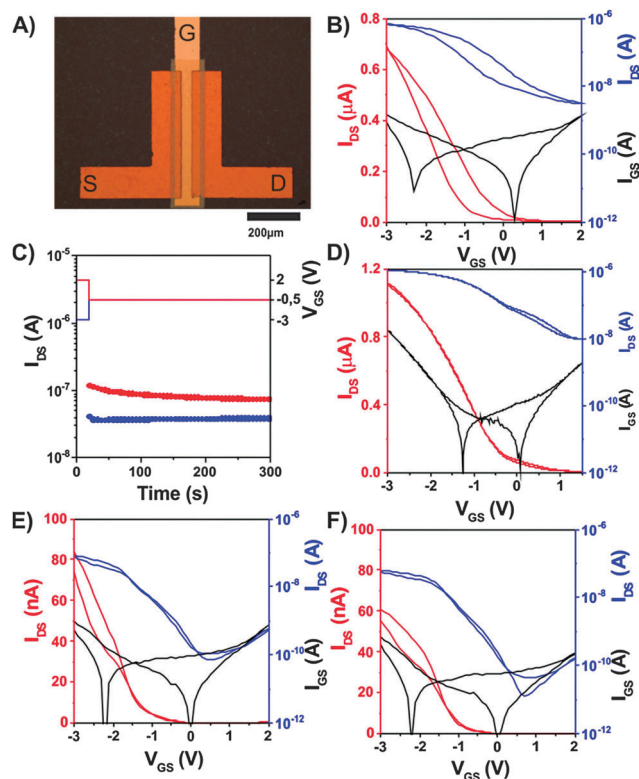 A)
G
S
D
200µm
B)
I_DS (µA)
0.8
0.6
0.4
0.2
0.0
-3 -2 -1 0 1 2
V_GS (V)
10^-6
10^-8
10^-10
10^-12
I_DS (A)
I_GS (A)
C)
I_DS (A)
10^-5
10^-6
10^-7
10^-8
0 100 200 300
Time (s)
2
-0,5
-3
V_GS (V)
D)
I_DS (µA)
1.2
0.8
0.4
0.0
-3 -2 -1 0 1
V_GS (V)
10^-6
10^-8
10^-10
10^-12
I_DS (A)
I_GS (A)
E)
I_DS (nA)
100
80
60
40
20
0
-3 -2 -1 0 1 2
V_GS (V)
10^-6
10^-8
10^-10
10^-12
I_DS (A)
I_GS (A)
F)
I_DS (nA)
100
80
60
40
20
0
-3 -2 -1 0 1 2
V_GS (V)
10^-6
10^-8
10^-10
10^-12
I_DS (A)
I_GS (A)